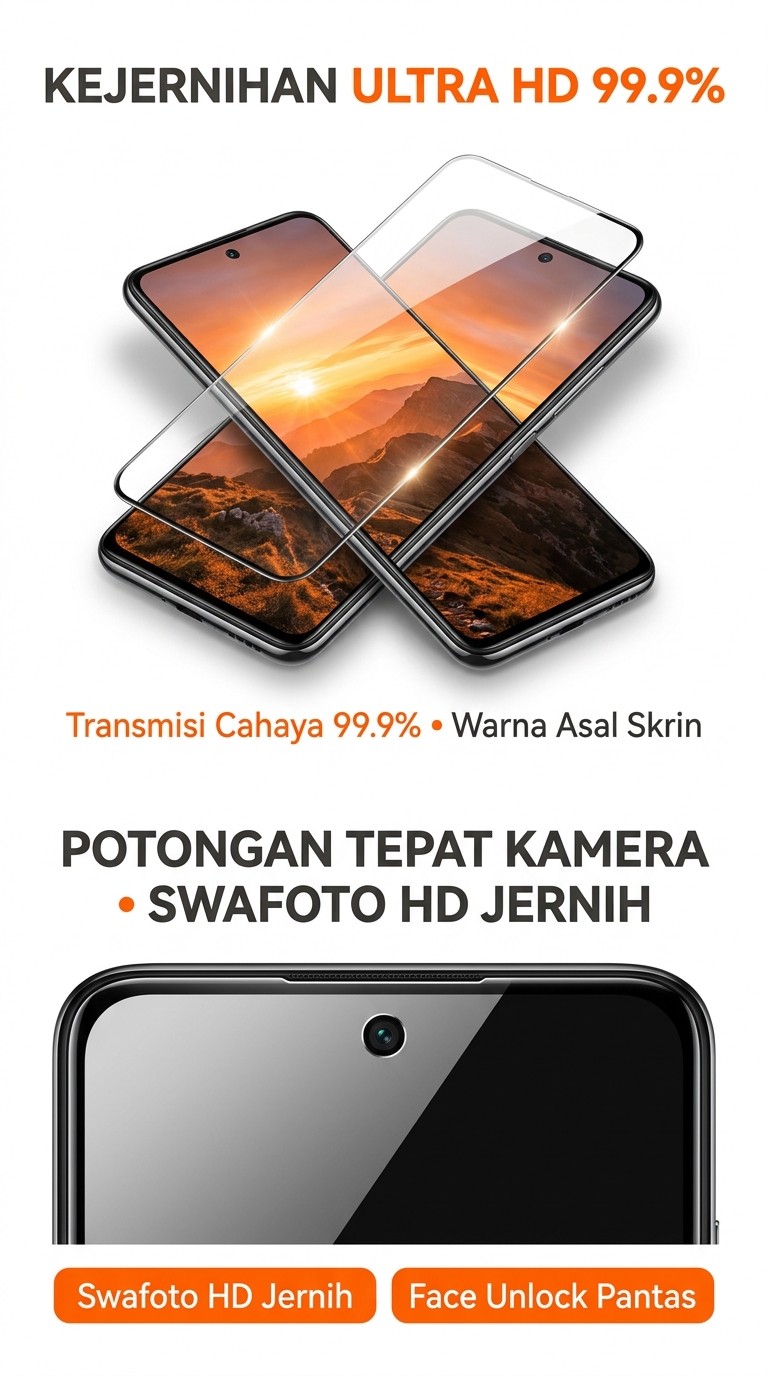 KEJERNIHAN ULTRA HD 99.9%
Transmisi Cahaya 99.9% • Warna Asal Skrin
POTONGAN TEPAT KAMERA
• SWAFOTO HD JERNIH
Swafoto HD Jernih
Face Unlock Pantas